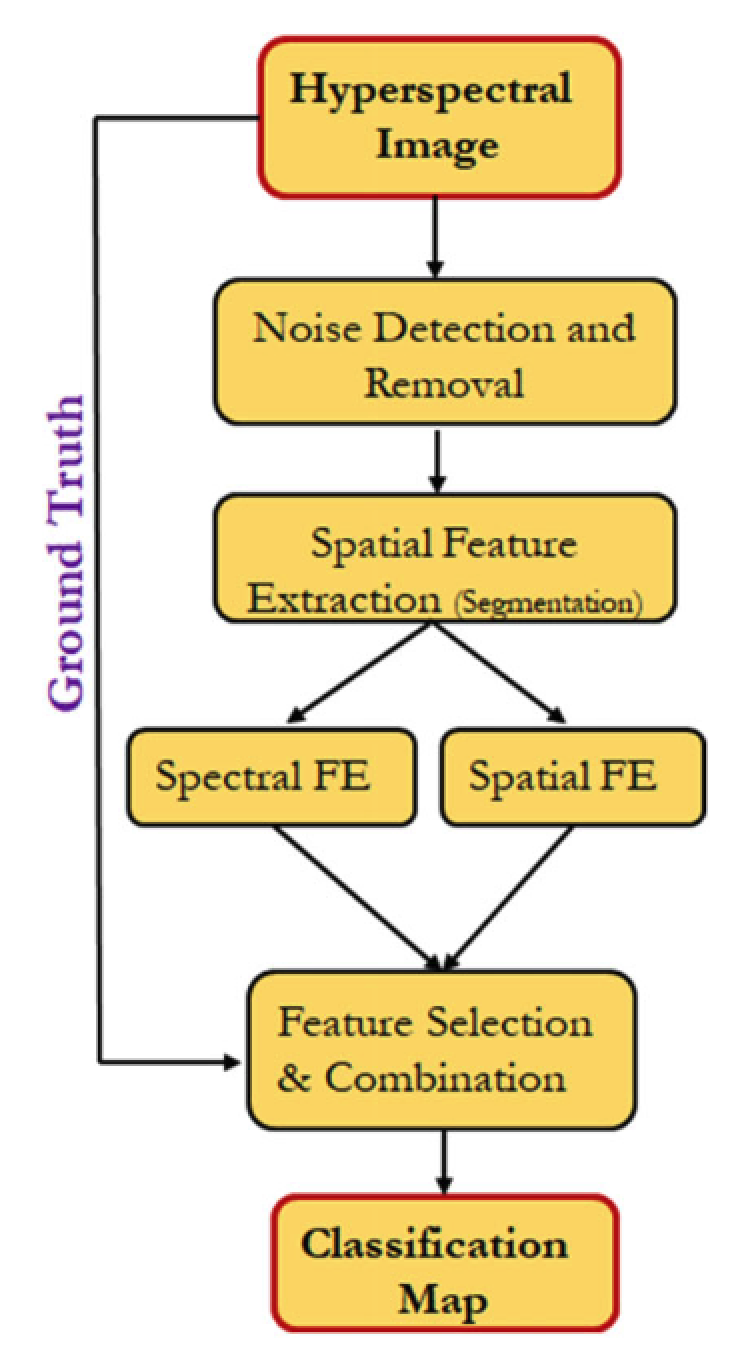 Hyperspectral
Image
Noise Detection and
Removal
Ground Truth
Spatial Feature
Extraction (Segmentation)
Spectral FE
Spatial FE
Feature Selection
& Combination
Classification
Map